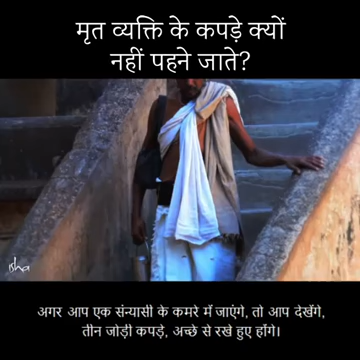 मृत व्यक्ति के कपड़े क्यों
नहीं पहने जाते?
isha
अगर आप एक संन्यासी के कमरे में जाएंगे, तो आप देखेंगे,
तीन जोड़ी कपड़े, अच्छे से रखे हुए होंगे।